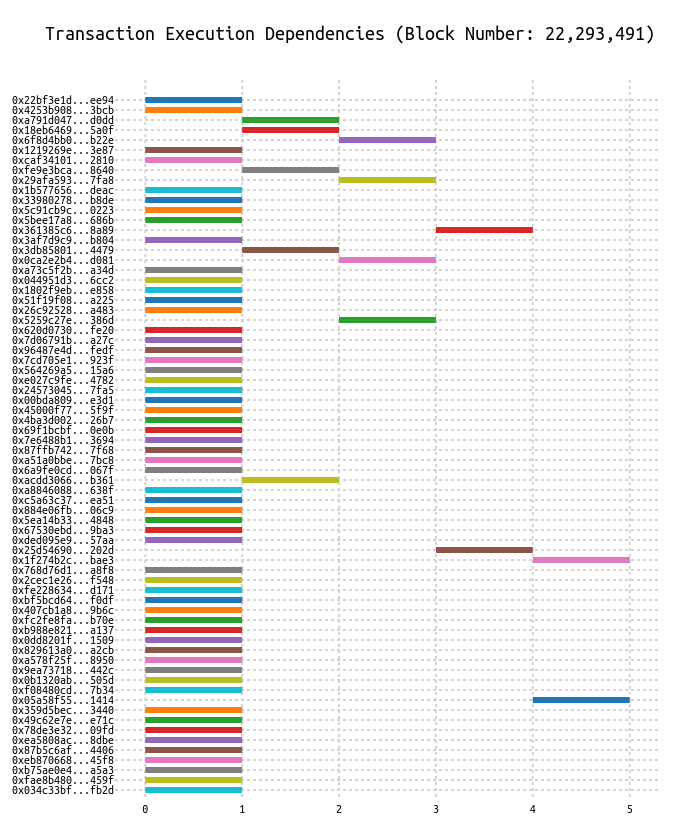 Transaction Execution Dependencies (Block Number: 22,293,491)
0x22bf3e1d...ee94
0x4253b908...3bcb
0xa791d047...d0dd
0x18eb6469...5a0f
0x6f8d4bb0...b22e
0x1219269e...3e87
0xcaf34101...2810
0xfe9e3bca...8640
0x29afa593...7fa8
0x1b577656...deac
0x33980278...b8de
0x5c91cb9c...0223
0x5bee17a8...686b
0x361385c6...8a89
0x3af7d9c9...b804
0x3db85801...4479
0x0ca2e2b4...d081
0xa73c5f2b...a34d
0x044951d3...6cc2
0x1802f9eb...e858
0x51f19f08...a225
0x26c92528...a483
0x5259c27e...386d
0x620d0730...fe20
0x7d06791b...a27c
0x96487e4d...fedf
0x7cd705e1...923f
0x564269a5...15a6
0xe027c9fe...4782
0x24573045...7fa5
0x00bda809...e3d1
0x45000f77...5f9f
0x4ba3d002...26b7
0x69f1bcbf...0e0b
0x7e6488b1...3694
0x87ffb742...7f68
0xa51a0bbe...7bc8
0x6a9fe0cd...067f
0xacdd3066...b361
0xa8846088...638f
0xc5a63c37...ea51
0x884e06fb...06c9
0x5ea14b33...4848
0x67530ebd...9ba3
0xded095e9...57aa
0x25d54690...202d
0x1f274b2c...bae3
0x768d76d1...a8f8
0x2cec1e26...f548
0xfe228634...d171
0xbf5bcd64...f0df
0x407cb1a8...9b6c
0xfc2fe8fa...b70e
0xb988e821...a137
0x0dd8201f...1509
0x829613a0...a2cb
0xa578f25f...8950
0x9ea73718...442c
0x0b1320ab...505d
0xf08480cd...7b34
0x05a58f55...1414
0x359d5bec...3440
0x49c62e7e...e71c
0x78de3e32...09fd
0xea5808ac...8dbe
0x87b5c6af...4406
0xeb870668...45f8
0xb75ae0e4...a5a3
0xfae8b480...459f
0x034c33bf...fb2d
0 1 2 3 4 5